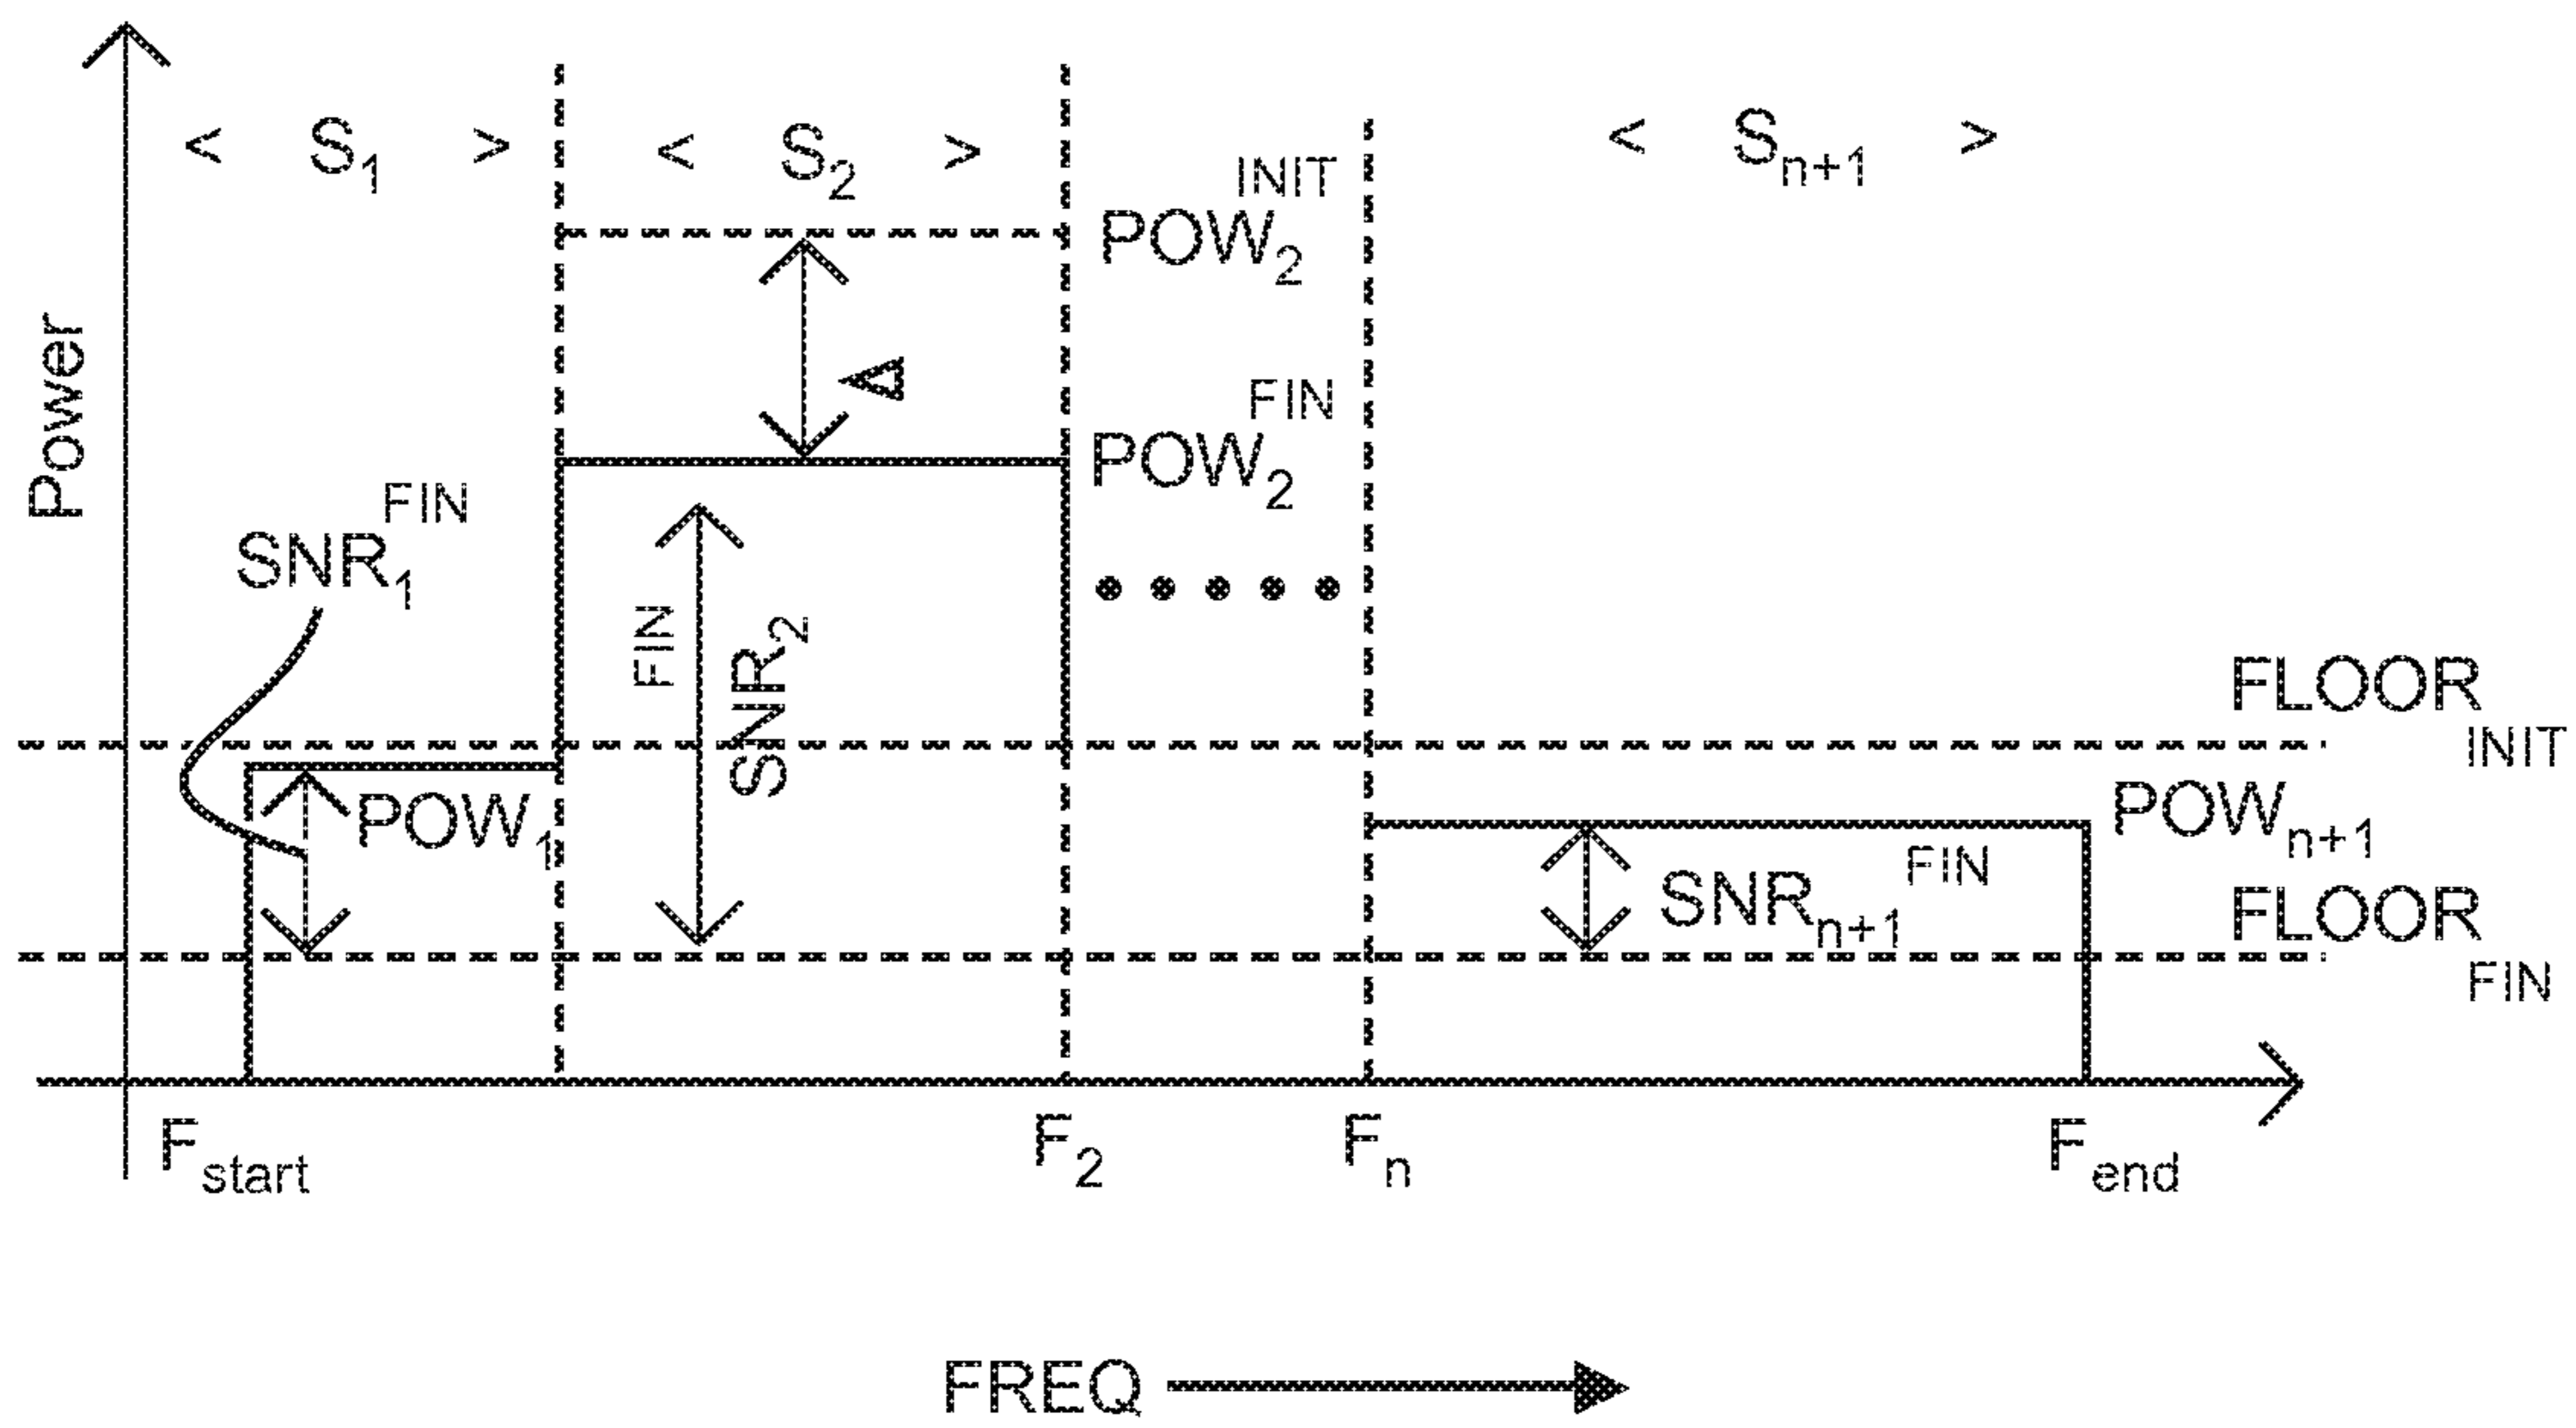 < S1 >
< S2 >
< Sn+1 >
POW2 INIT
Power
Δ
POW2 FIN
SNR1 FIN
SNR2 FIN
FLOOR INIT
POW1
POWn+1
SNRn+1 FIN
FLOOR FIN
Fstart
F2
Fn
Fend
FREQ